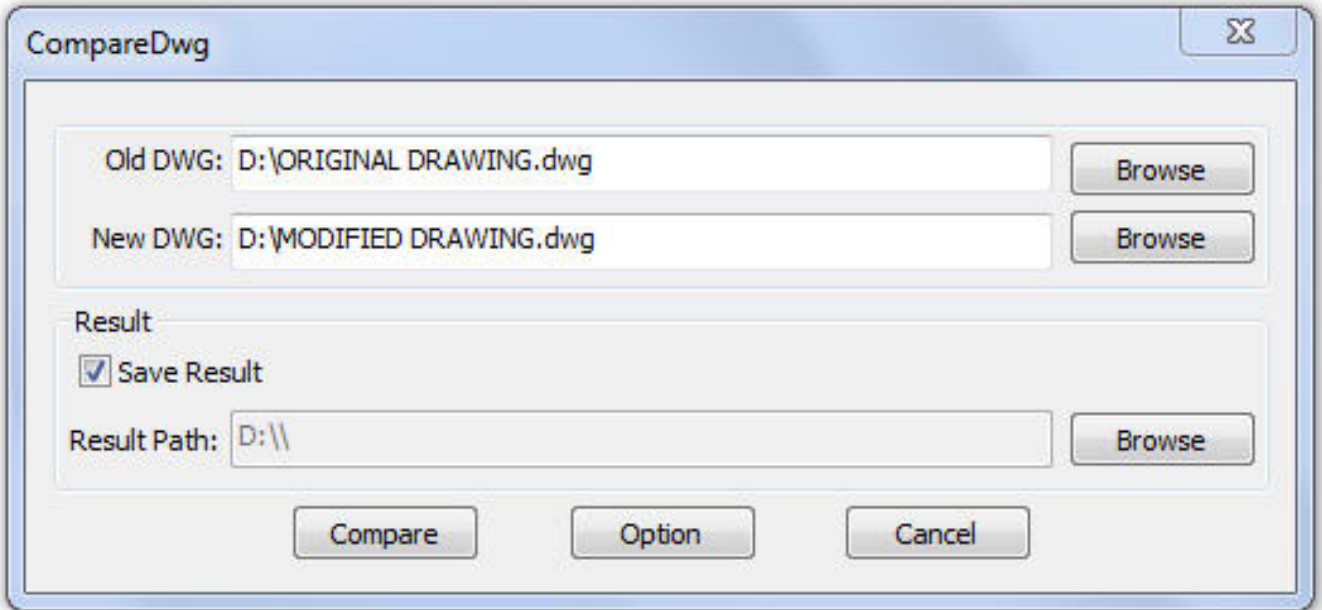 CompareDwg
Old DWG: D:\ORIGINAL DRAWING.dwg Browse
New DWG: D:\MODIFIED DRAWING.dwg Browse
Result
Save Result
Result Path: D:\\ Browse
Compare Option Cancel